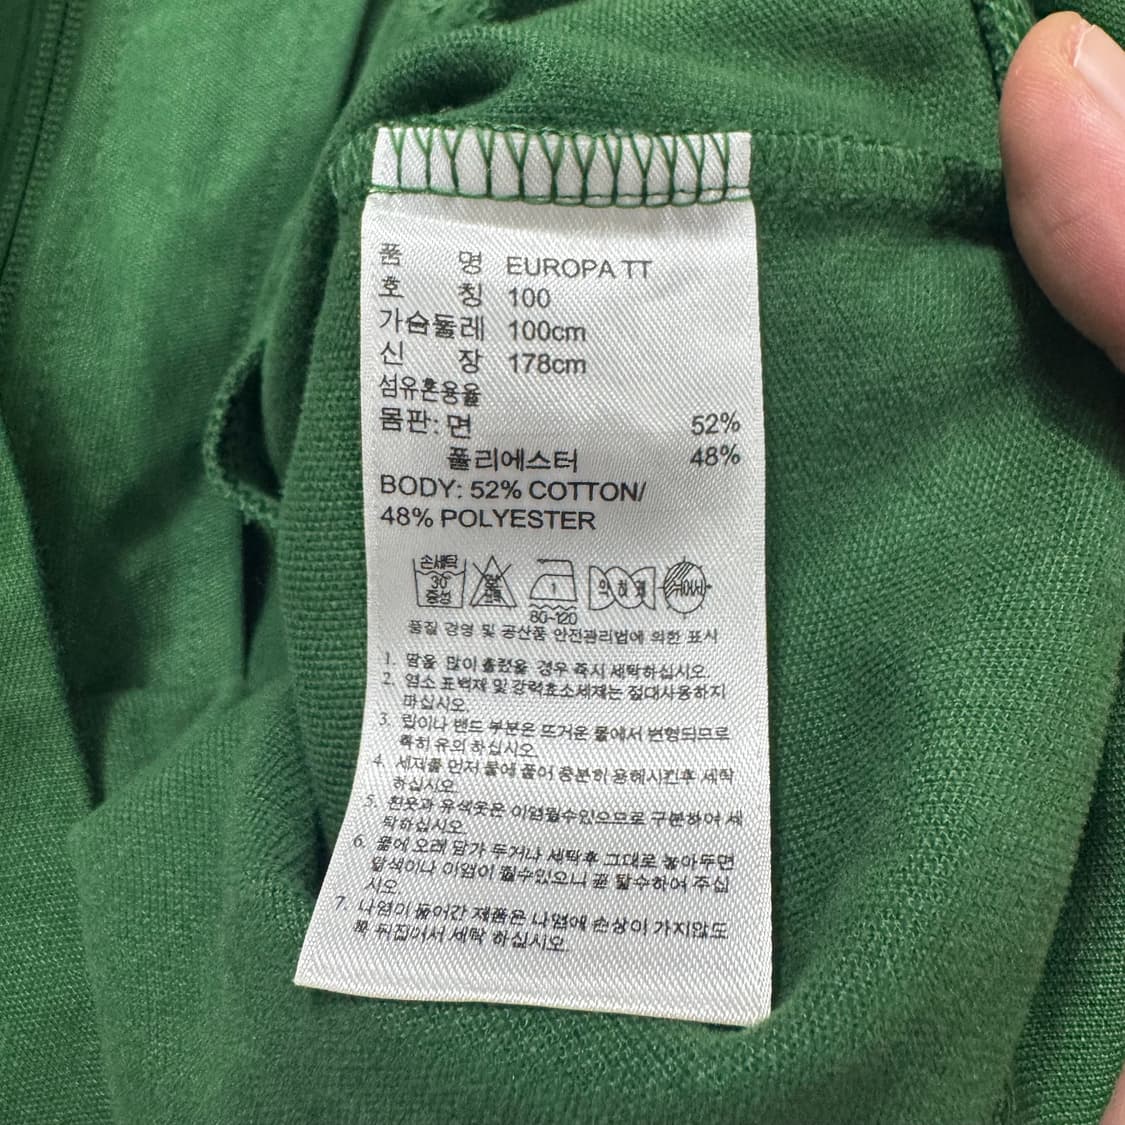 품 명 EUROPA TT
호 칭 100
가슴둘레 100cm
신 장 178cm
섬유혼용율
몸판: 면 52%
폴리에스터 48%
BODY: 52% COTTON/
48% POLYESTER
손세탁 30 중성 1 80-120 약하게
품질 경영 및 공산품 안전관리법에 의한 표시
1. 땀을 많이 흘렸을 경우 즉시 세탁하십시오.
2. 염소 표백제 및 강력효소세제는 절대사용하지
마십시오.
3. 립이나 밴드 부분은 뜨거운 물에서 변형되므로
특히 유의 하십시오.
4. 세제를 먼저 물에 풀어 충분히 용해시킨후 세탁
하십시오.
5. 흰옷과 유색옷은 이염될수있으므로 구분하여 세
탁하십시오.
6. 물에 오래 담가 두거나 세탁후 그대로 놓아두면
탈색이나 이염이 될수있으니 곧 탈수하여 주십
시오.
7. 나염이 들어간 제품은 나염에 손상이 가지않도
록 뒤집어서 세탁 하십시오.